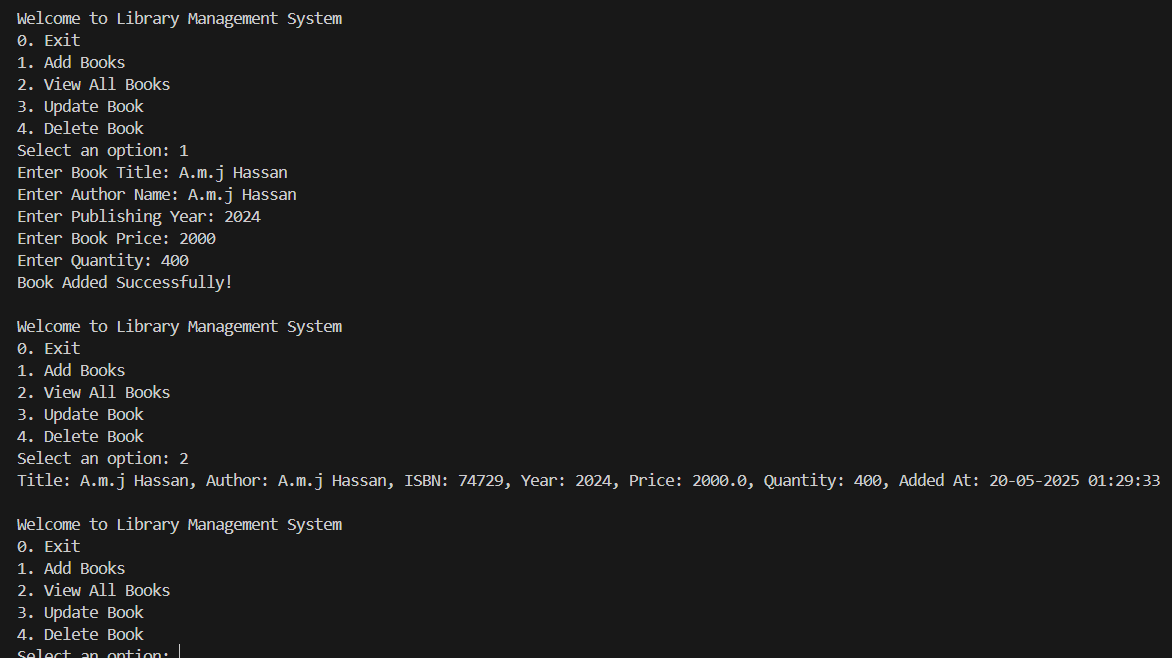 Welcome to Library Management System
0. Exit
1. Add Books
2. View All Books
3. Update Book
4. Delete Book
Select an option: 1
Enter Book Title: A.m.j Hassan
Enter Author Name: A.m.j Hassan
Enter Publishing Year: 2024
Enter Book Price: 2000
Enter Quantity: 400
Book Added Successfully!
Welcome to Library Management System
0. Exit
1. Add Books
2. View All Books
3. Update Book
4. Delete Book
Select an option: 2
Title: A.m.j Hassan, Author: A.m.j Hassan, ISBN: 74729, Year: 2024, Price: 2000.0, Quantity: 400, Added At: 20-05-2025 01:29:33
Welcome to Library Management System
0. Exit
1. Add Books
2. View All Books
3. Update Book
4. Delete Book
Select an option: